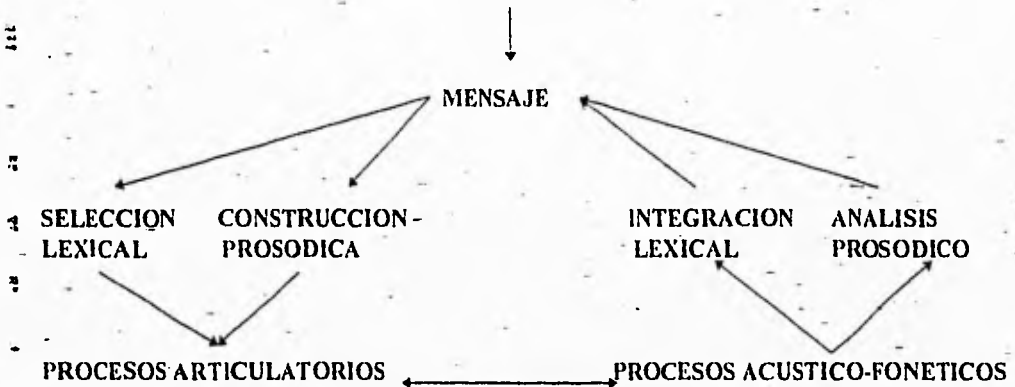 MENSAJE
SELECCION CONSTRUCCION - INTEGRACION ANALISIS
LEXICAL PROSODICA LEXICAL PROSODICO
PROCESOS ARTICULATORIOS PROCESOS ACUSTICO-FONETICOS